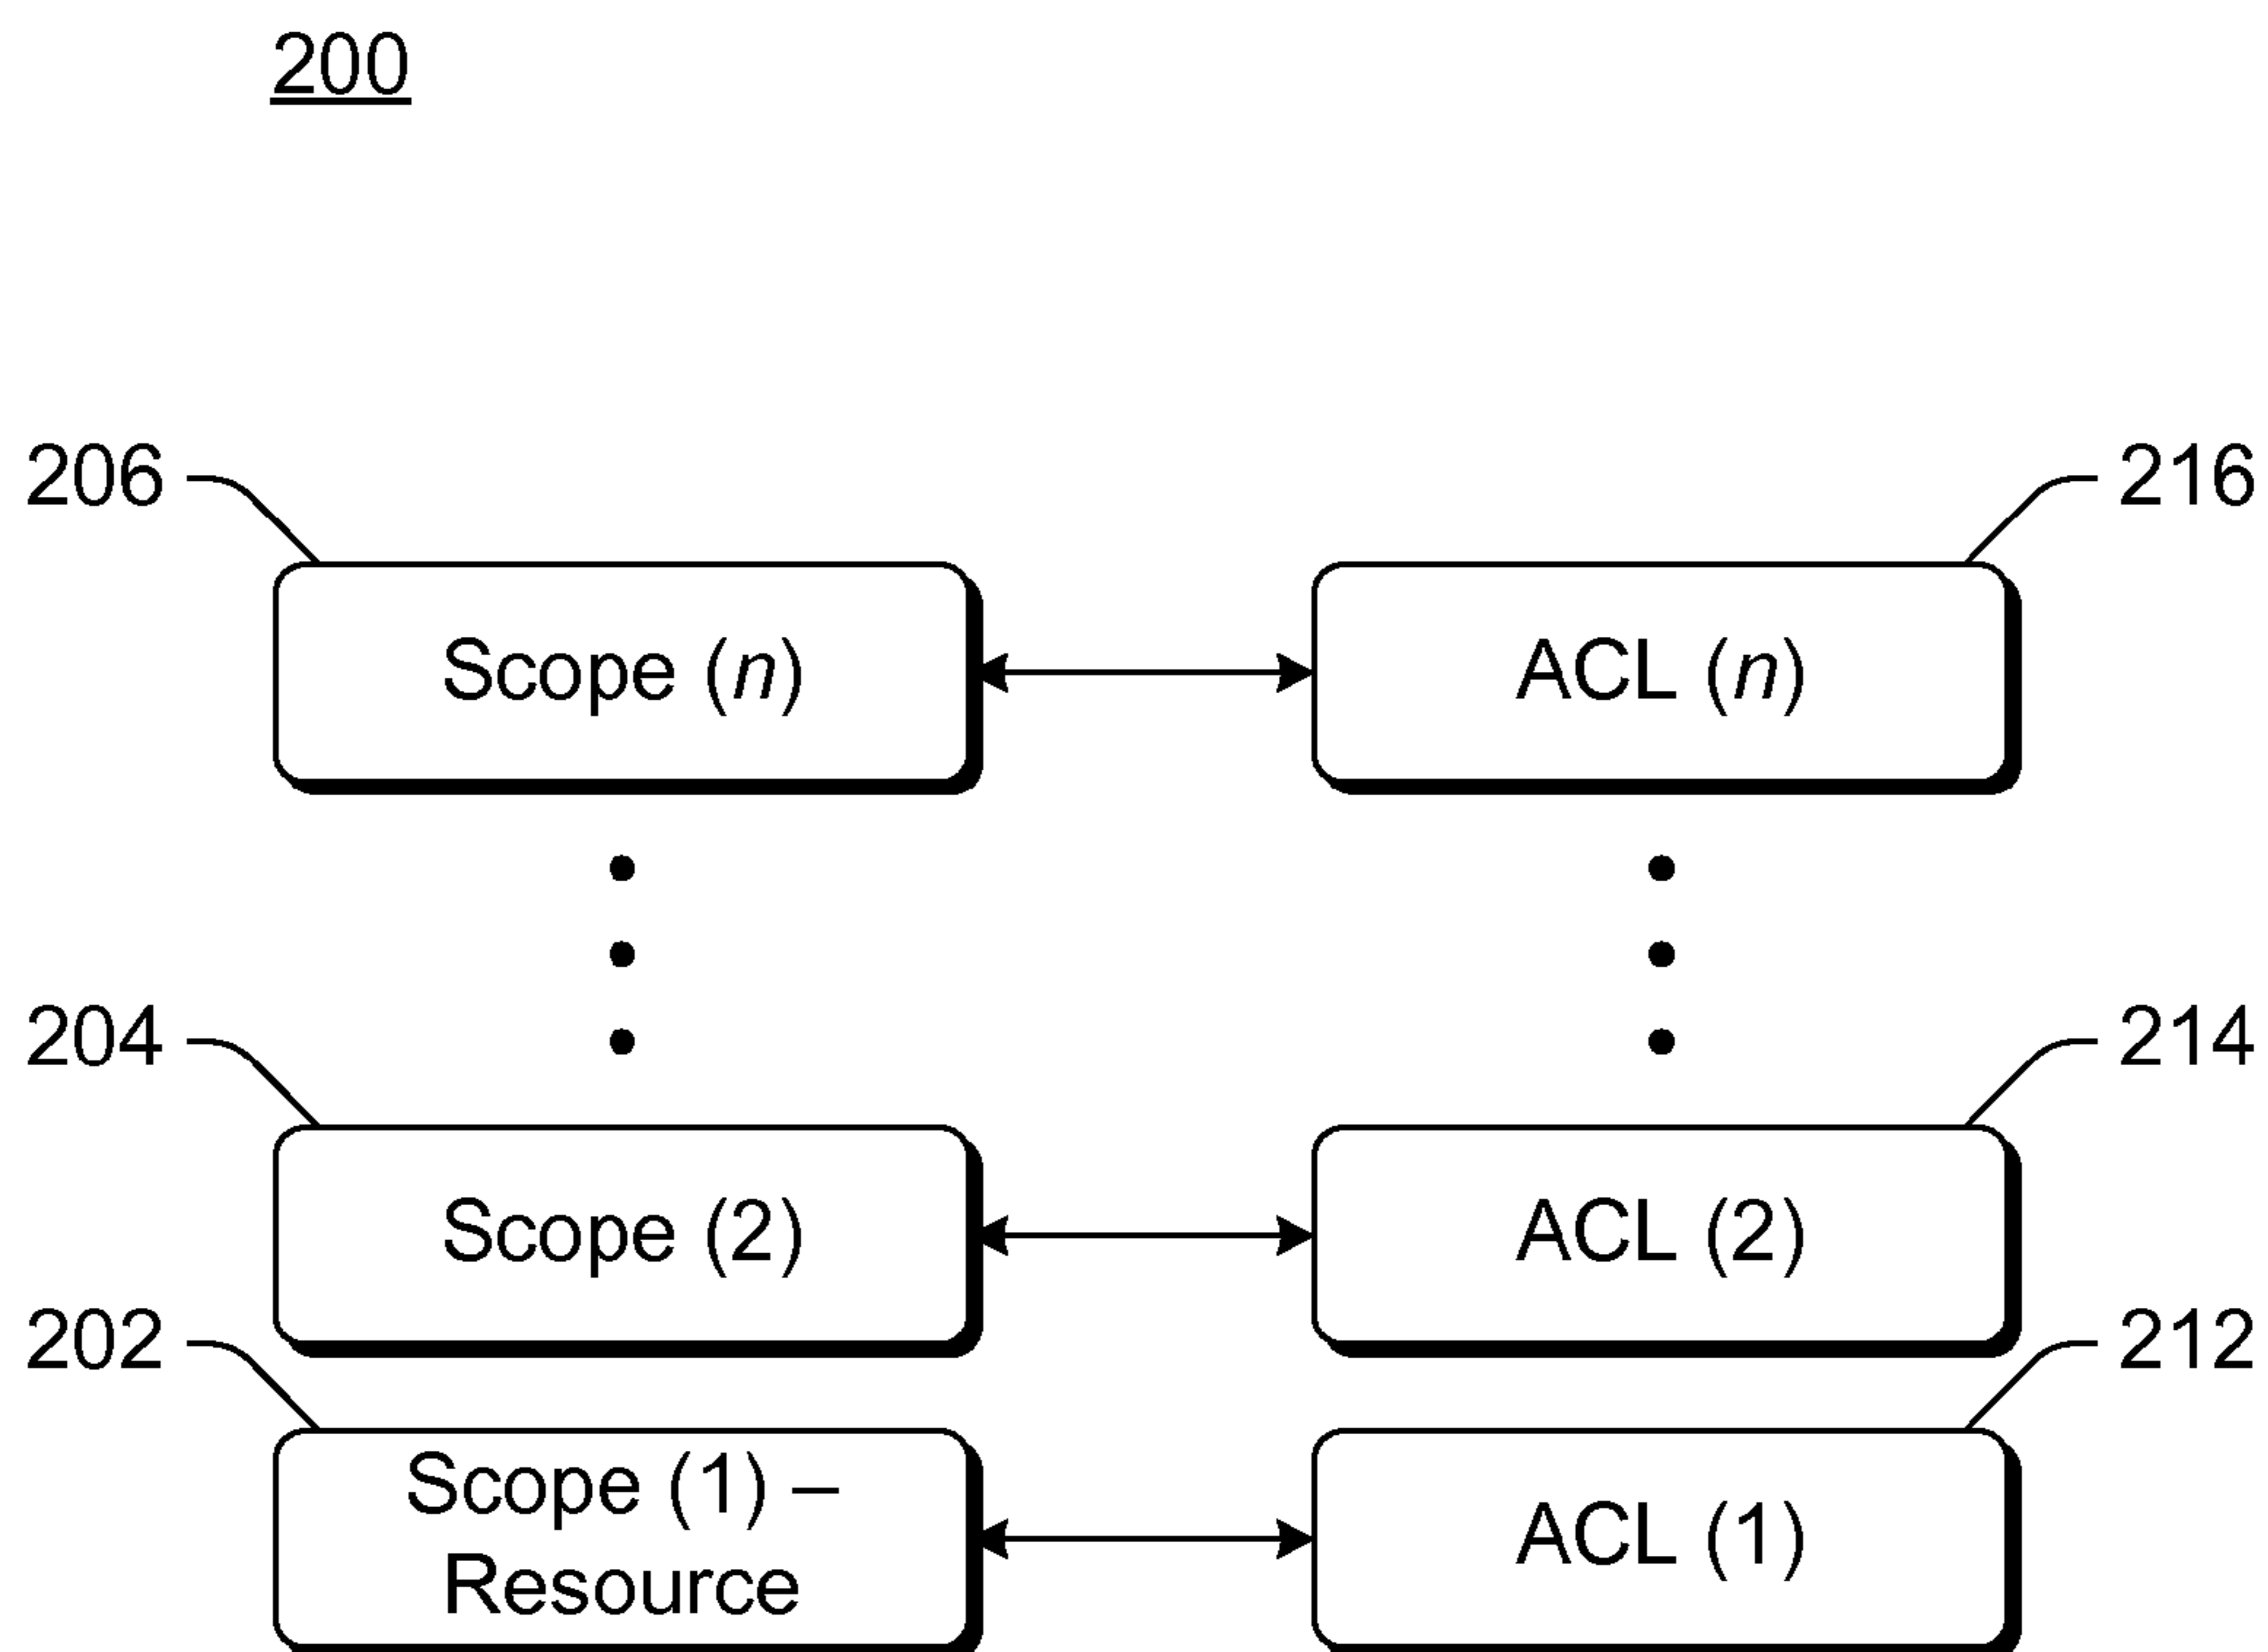 200
206
216
Scope (n)
ACL (n)
204
214
Scope (2)
ACL (2)
202
212
Scope (1) –
Resource
ACL (1)